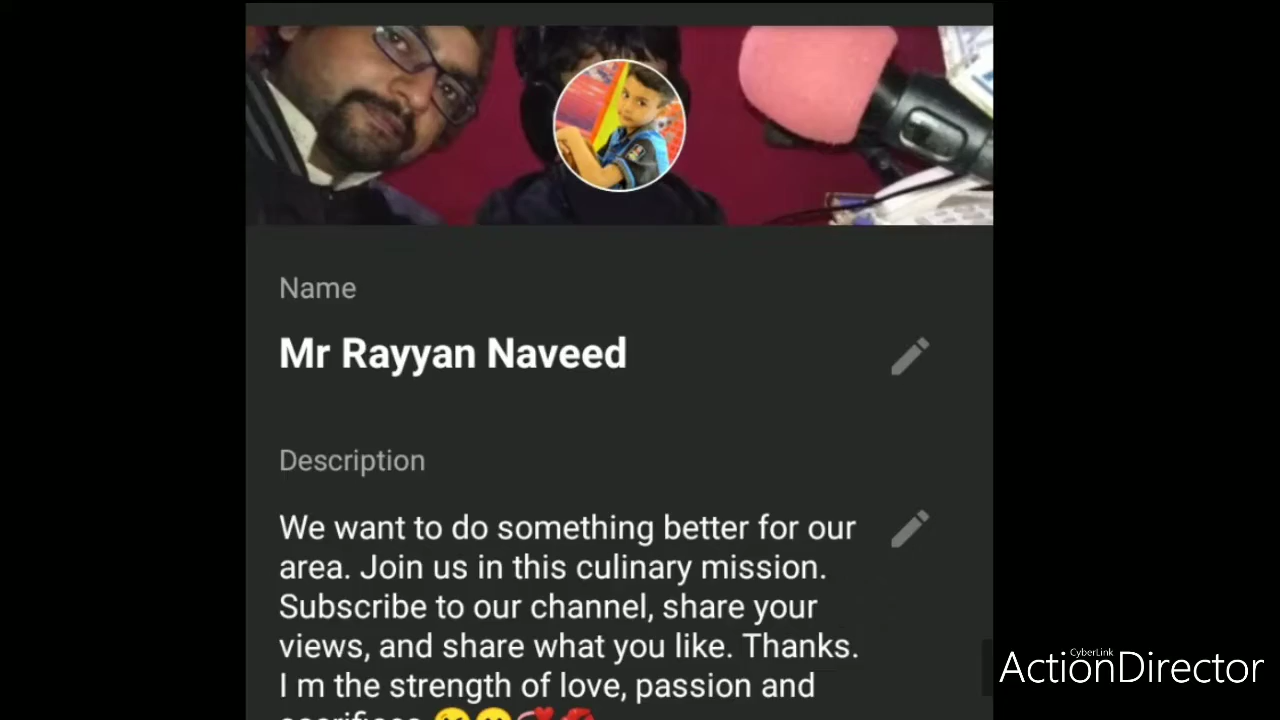 Name
Mr Rayyan Naveed
Description
We want to do something better for our
area. Join us in this culinary mission.
Subscribe to our channel, share your
views, and share what you like. Thanks.
I m the strength of love, passion and
CyberLink
ActionDirector